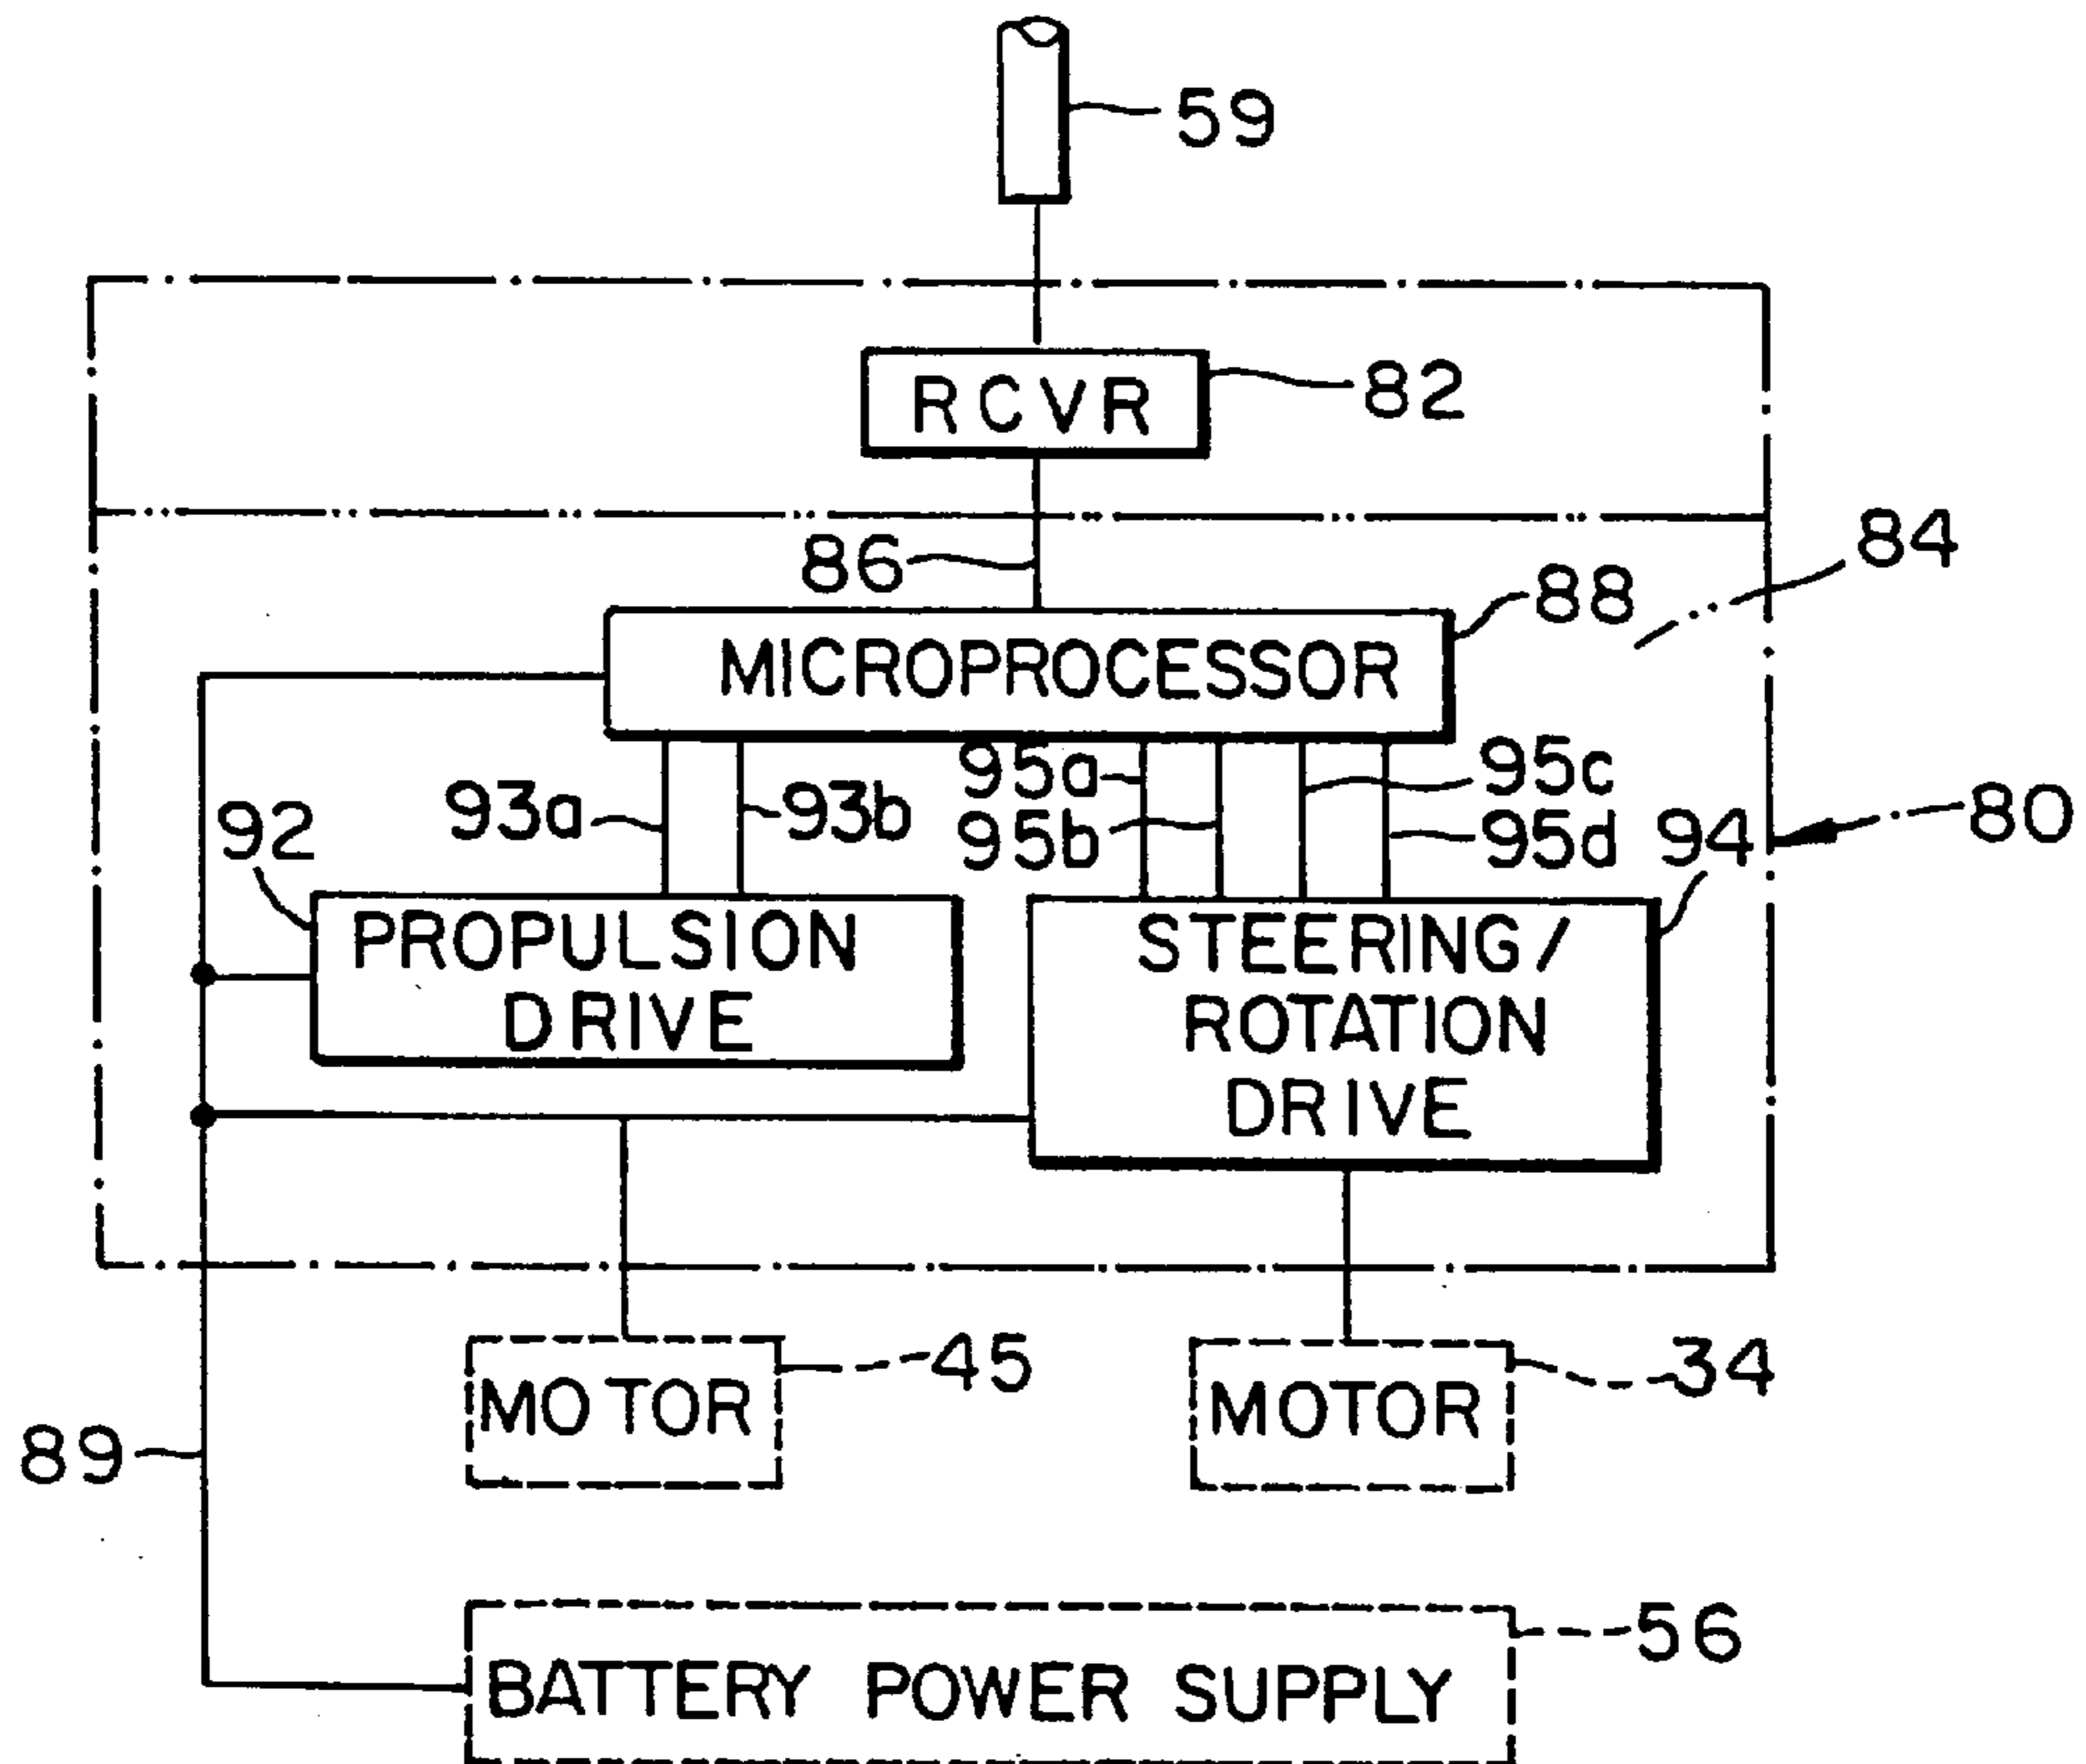 59
RCVR
82
86
84
88
MICROPROCESSOR
95a
95c
93a
93b
95b
95d
92
94
80
PROPULSION
DRIVE
STEERING/
ROTATION
DRIVE
45
34
MOTOR
MOTOR
89
56
BATTERY POWER SUPPLY